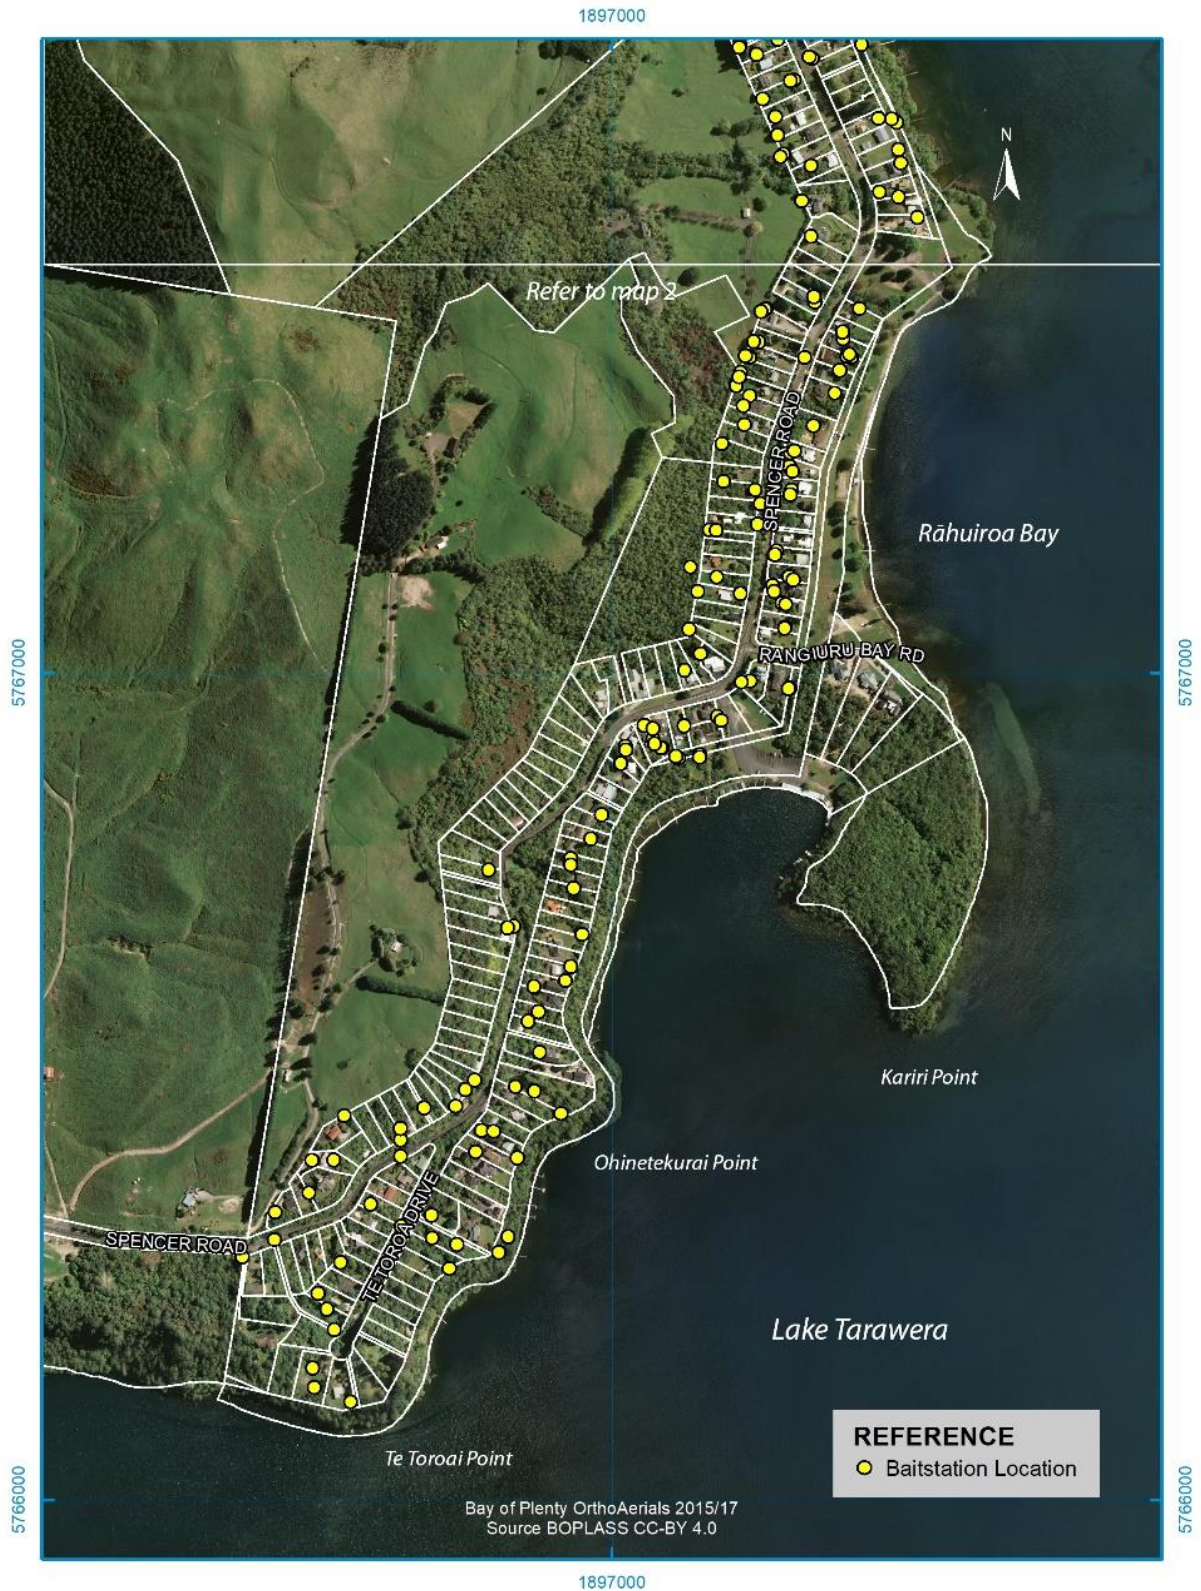 1897000
N
Refer to map 2
SPENCER ROAD
Rāhuiroa Bay
RANGIURU BAY RD
5767000
5767000
Kariri Point
Ohinetekurai Point
TE TOROA DRIVE
SPENCER ROAD
Lake Tarawera
REFERENCE
Baitstation Location
Te Toroai Point
5766000
5766000
Bay of Plenty OrthoAerials 2015/17
Source BOPLASS CC-BY 4.0
1897000